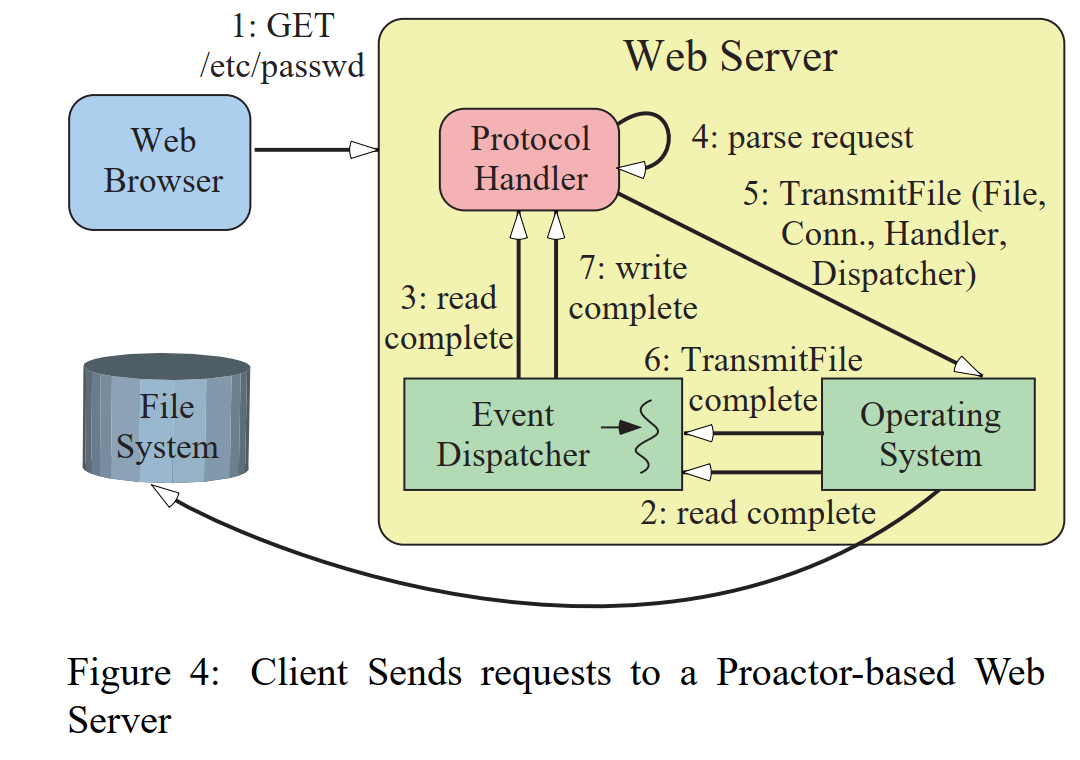 1: GET
/etc/passwd
Web Server
Web
Browser
Protocol
Handler
4: parse request
5: TransmitFile (File,
Conn., Handler,
Dispatcher)
3: read
complete
7: write
complete
File
System
6: TransmitFile
complete
Event
Dispatcher
Operating
System
2: read complete
Figure 4: Client Sends requests to a Proactor-based Web
Server